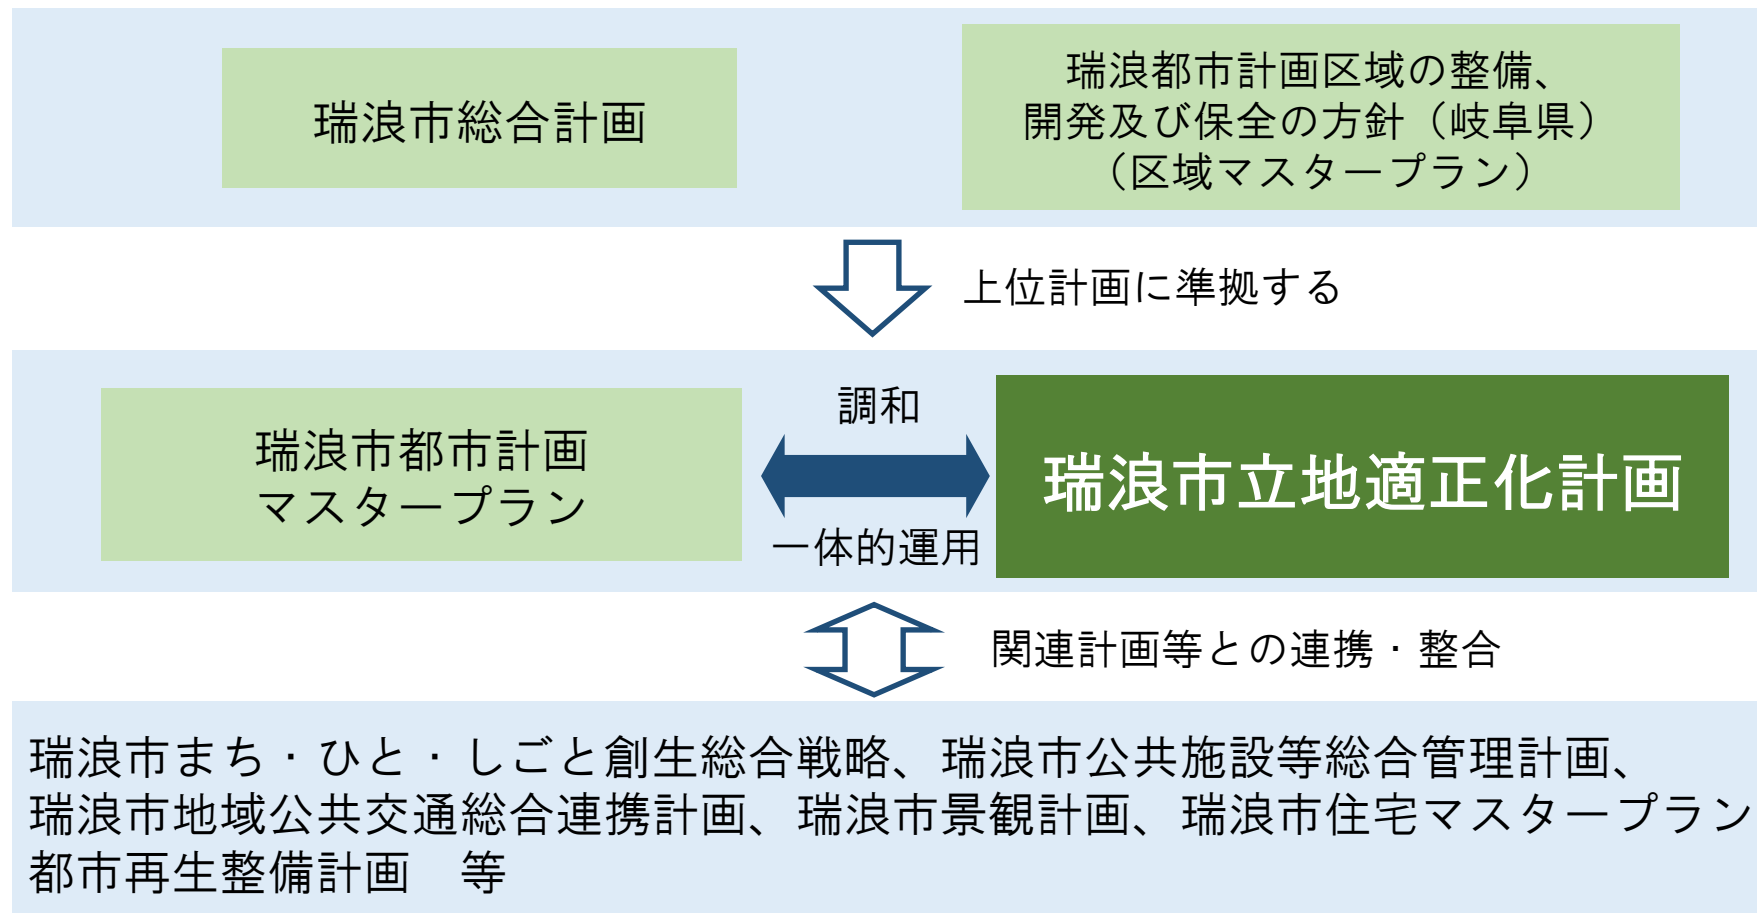 瑞浪市総合計画
瑞浪都市計画区域の整備、
開発及び保全の方針（岐阜県）
（区域マスタープラン）
上位計画に準拠する
瑞浪市都市計画
マスタープラン
調和
一体的運用
瑞浪市立地適正化計画
関連計画等との連携・整合
瑞浪市まち・ひと・しごと創生総合戦略、瑞浪市公共施設等総合管理計画、
瑞浪市地域公共交通総合連携計画、瑞浪市景観計画、瑞浪市住宅マスタープラン
都市再生整備計画　等